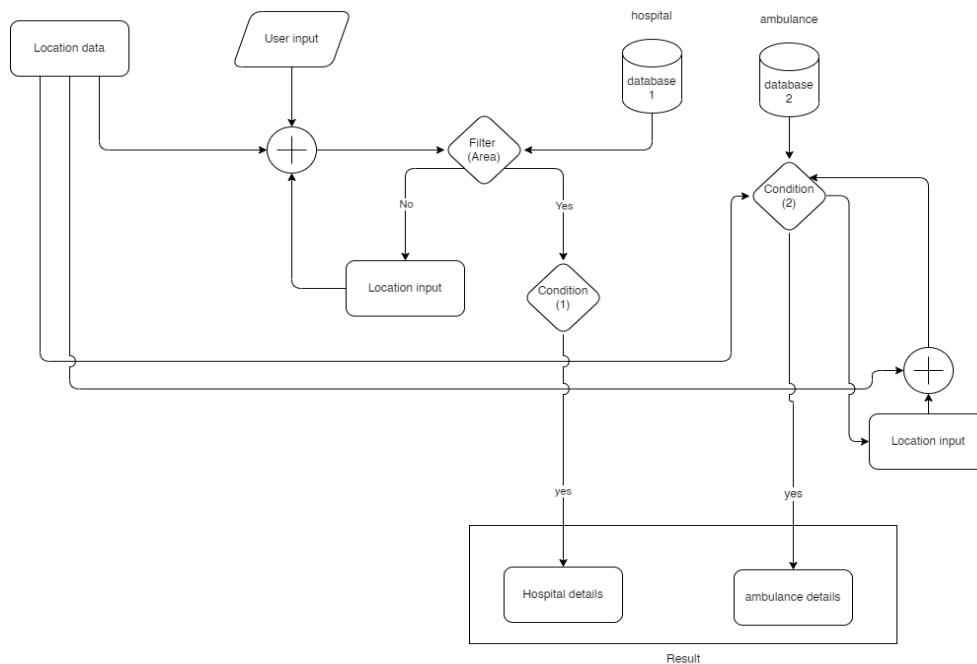 hospital
ambulance
Location data
User input
database
1
database
2
Filter
(Area)
Condition
(2)
No
Yes
Location input
Condition
(1)
Location input
yes
yes
Hospital details
ambulance details
Result